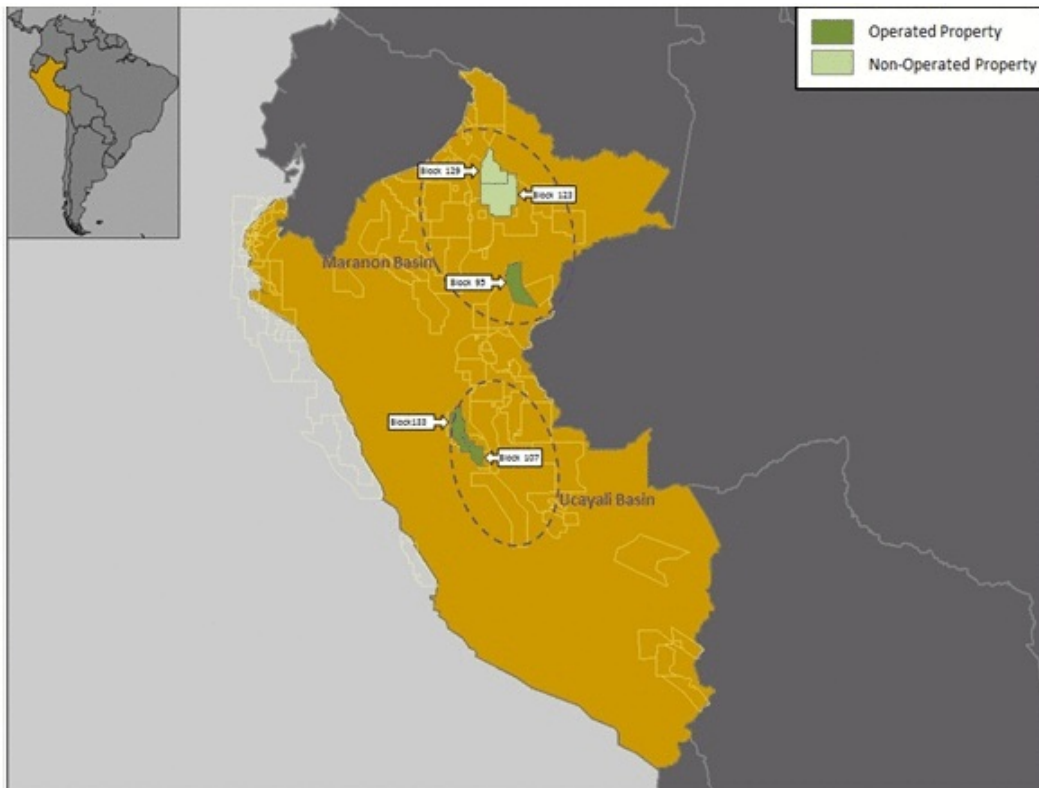 Operated Property
Non-Operated Property
Block 129
Block 123
Maranon Basin
Block 95
Block133
Block 107
Ucayali Basin